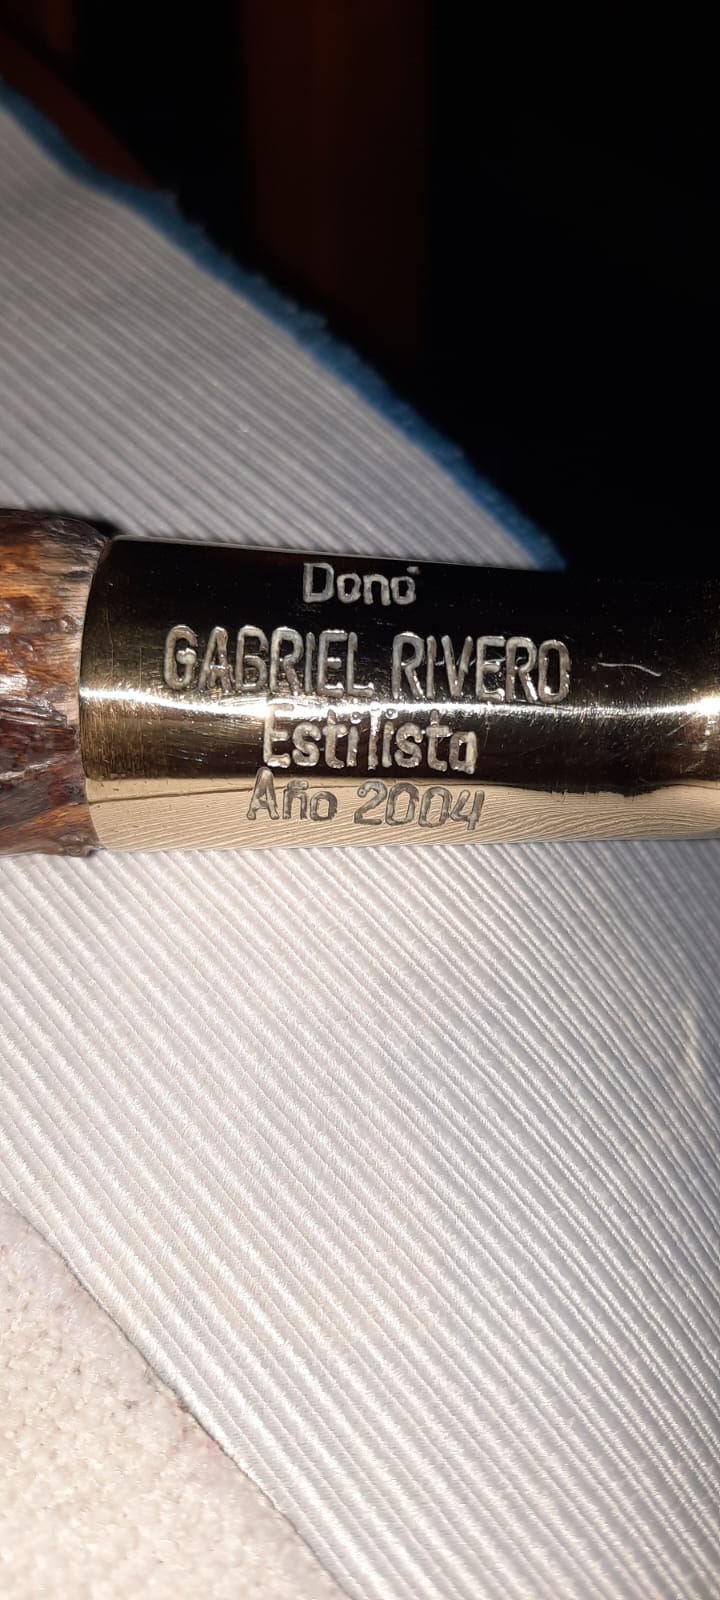 Donó
GABRIEL RIVERO
Estilista
Año 2004